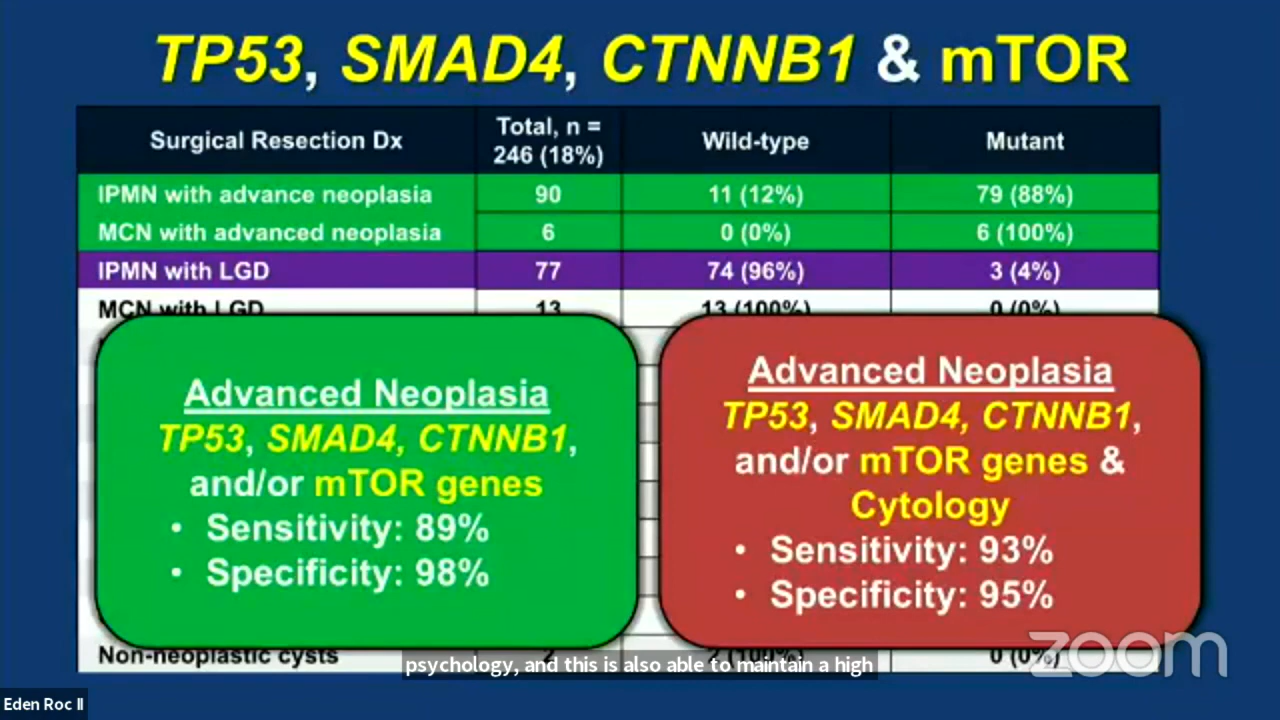 TP53, SMAD4, CTNNB1 & mTOR
Surgical Resection Dx
Total, n =
246 (18%)
Wild-type
Mutant
IPMN with advance neoplasia 90 11 (12%) 79 (88%)
MCN with advanced neoplasia 6 0 (0%) 6 (100%)
IPMN with LGD 77 74 (96%) 3 (4%)
MCN with LGD 13 13 (100%) 0 (0%)
Advanced Neoplasia
TP53, SMAD4, CTNNB1,
and/or mTOR genes
• Sensitivity: 89%
• Specificity: 98%
Advanced Neoplasia
TP53, SMAD4, CTNNB1,
and/or mTOR genes &
Cytology
• Sensitivity: 93%
• Specificity: 95%
Non-neoplastic cysts 2 2 (100%) 0 (0%)
psychology, and this is also able to maintain a high
zoom
Eden Roc II